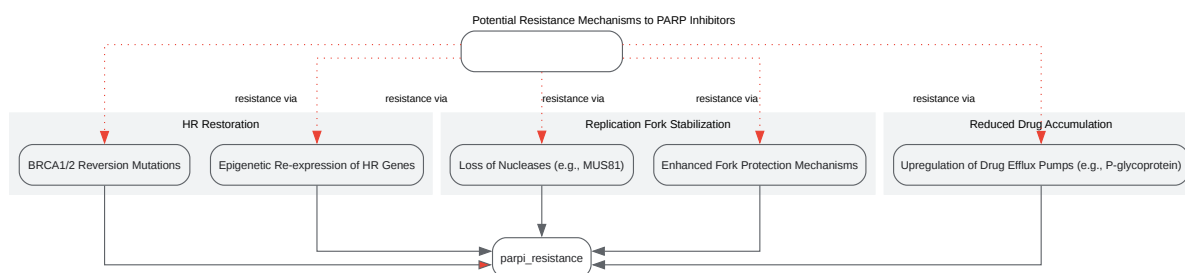 Potential Resistance Mechanisms to PARP Inhibitors
resistance via
resistance via
resistance via
resistance via
resistance via
HR Restoration
Replication Fork Stabilization
Reduced Drug Accumulation
BRCA1/2 Reversion Mutations
Epigenetic Re-expression of HR Genes
Loss of Nucleases (e.g., MUS81)
Enhanced Fork Protection Mechanisms
Upregulation of Drug Efflux Pumps (e.g., P-glycoprotein)
parpi_resistance